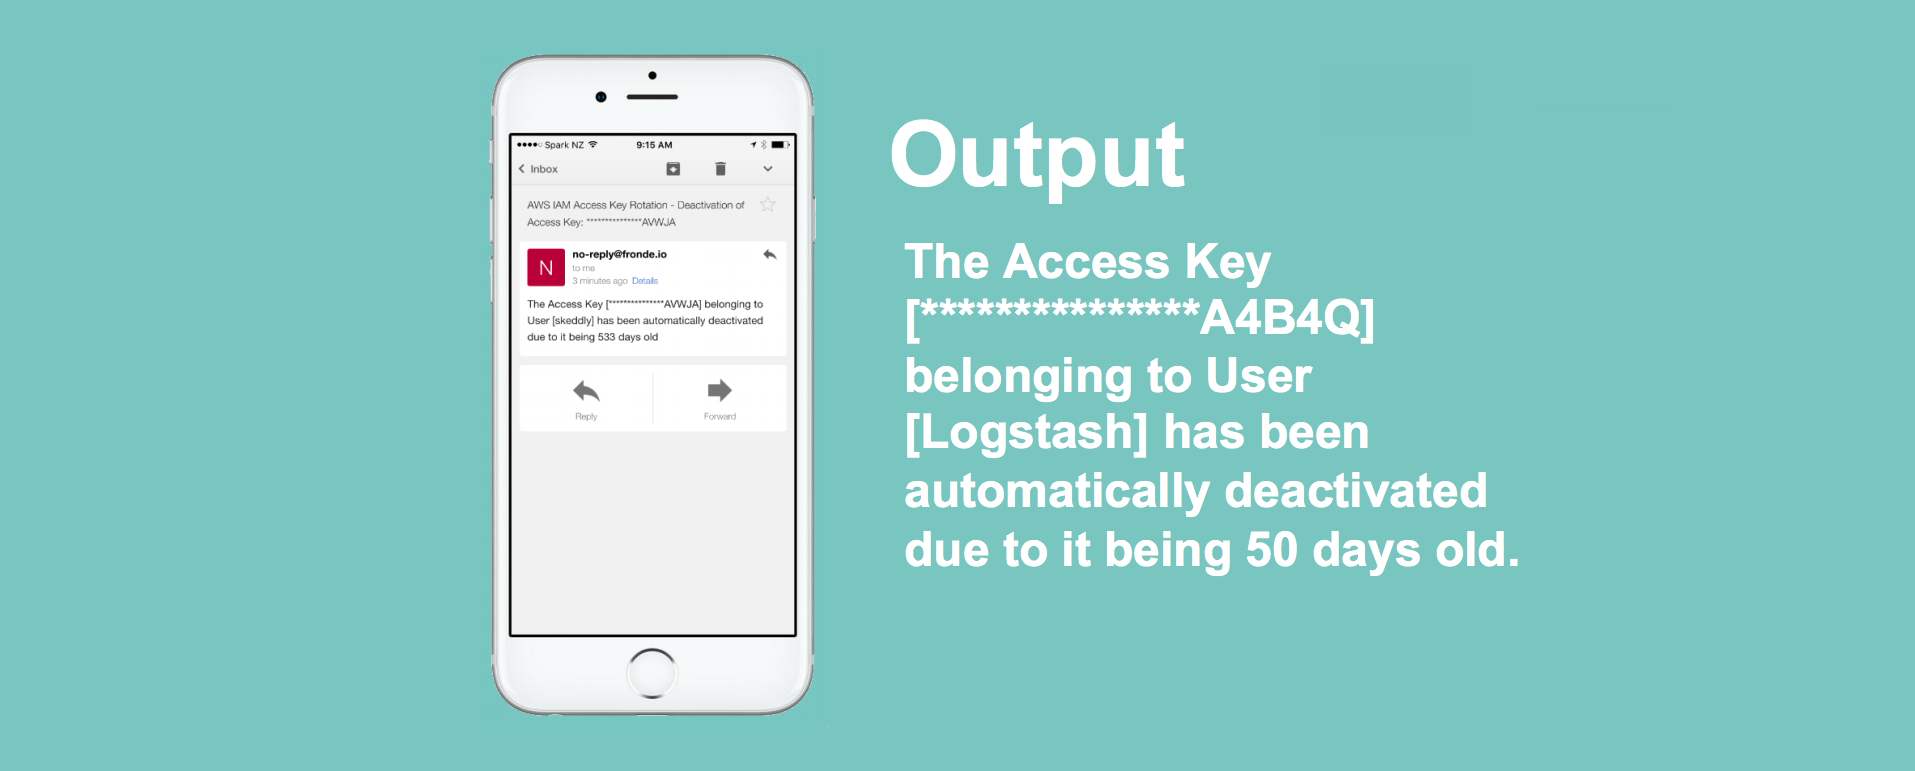 Spark NZ 9:15 AM
Inbox
AWS IAM Access Key Rotation - Deactivation of
Access Key: ***************AVWJA
N
no-reply@fronde.io
to me
3 minutes ago Details
The Access Key [***************AVWJA] belonging to
User [skeddly] has been automatically deactivated
due to it being 533 days old
Reply
Forward
Output
The Access Key
[***************A4B4Q]
belonging to User
[Logstash] has been
automatically deactivated
due to it being 50 days old.